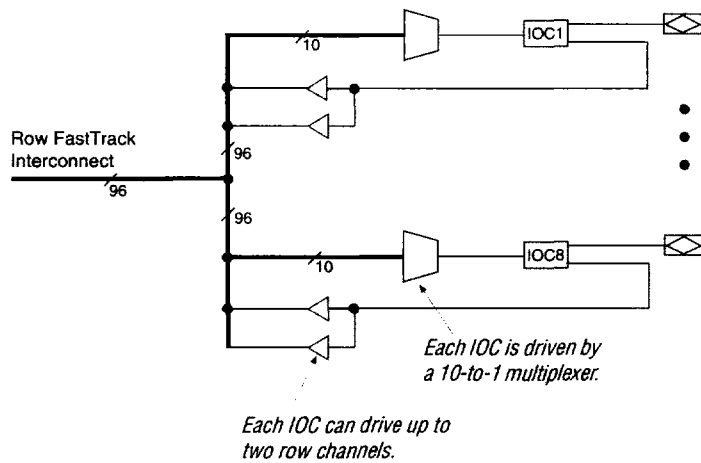 10
IOC1
Row FastTrack
Interconnect
96
96
96
10
IOC8
Each IOC is driven by
a 10-to-1 multiplexer.
Each IOC can drive up to
two row channels.